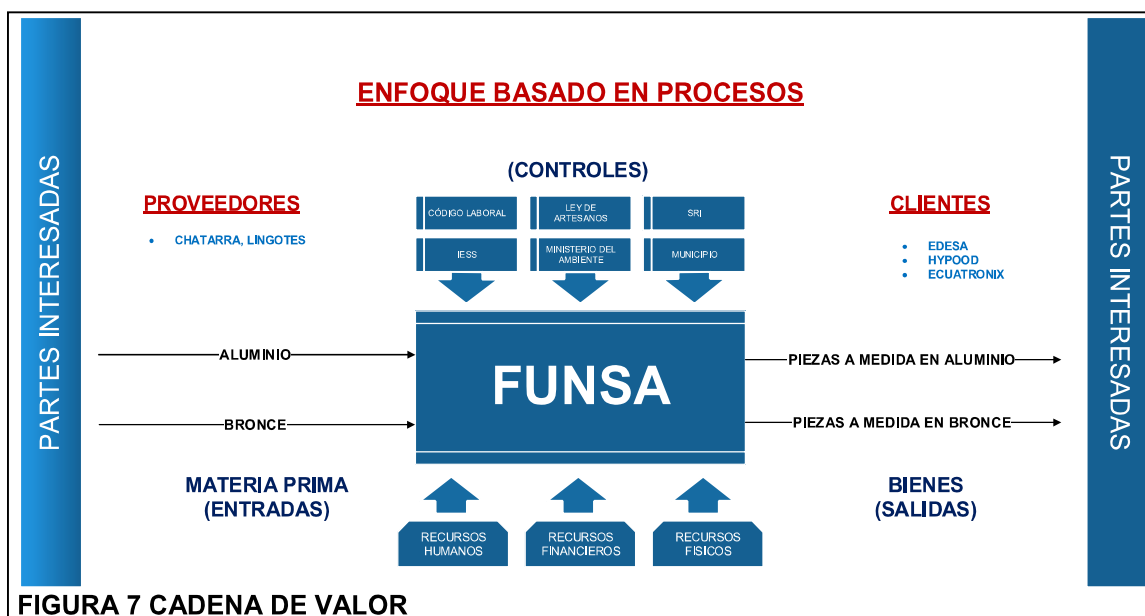 ENFOQUE BASADO EN PROCESOS
PARTES INTERESADAS
(CONTROLES)
PROVEEDORES
• CHATARRA, LINGOTES
CÓDIGO LABORAL
LEY DE
ARTESANOS
SRI
IESS
MINISTERIO DEL
AMBIENTE
MUNICIPIO
CLIENTES
• EDESA
• HYPOOD
• ECUATRONIX
ALUMINIO
BRONCE
FUNSA
PIEZAS A MEDIDA EN ALUMINIO
PIEZAS A MEDIDA EN BRONCE
MATERIA PRIMA
(ENTRADAS)
BIENES
(SALIDAS)
RECURSOS
HUMANOS
RECURSOS
FINANCIEROS
RECURSOS
FISICOS
PARTES INTERESADAS
FIGURA 7 CADENA DE VALOR